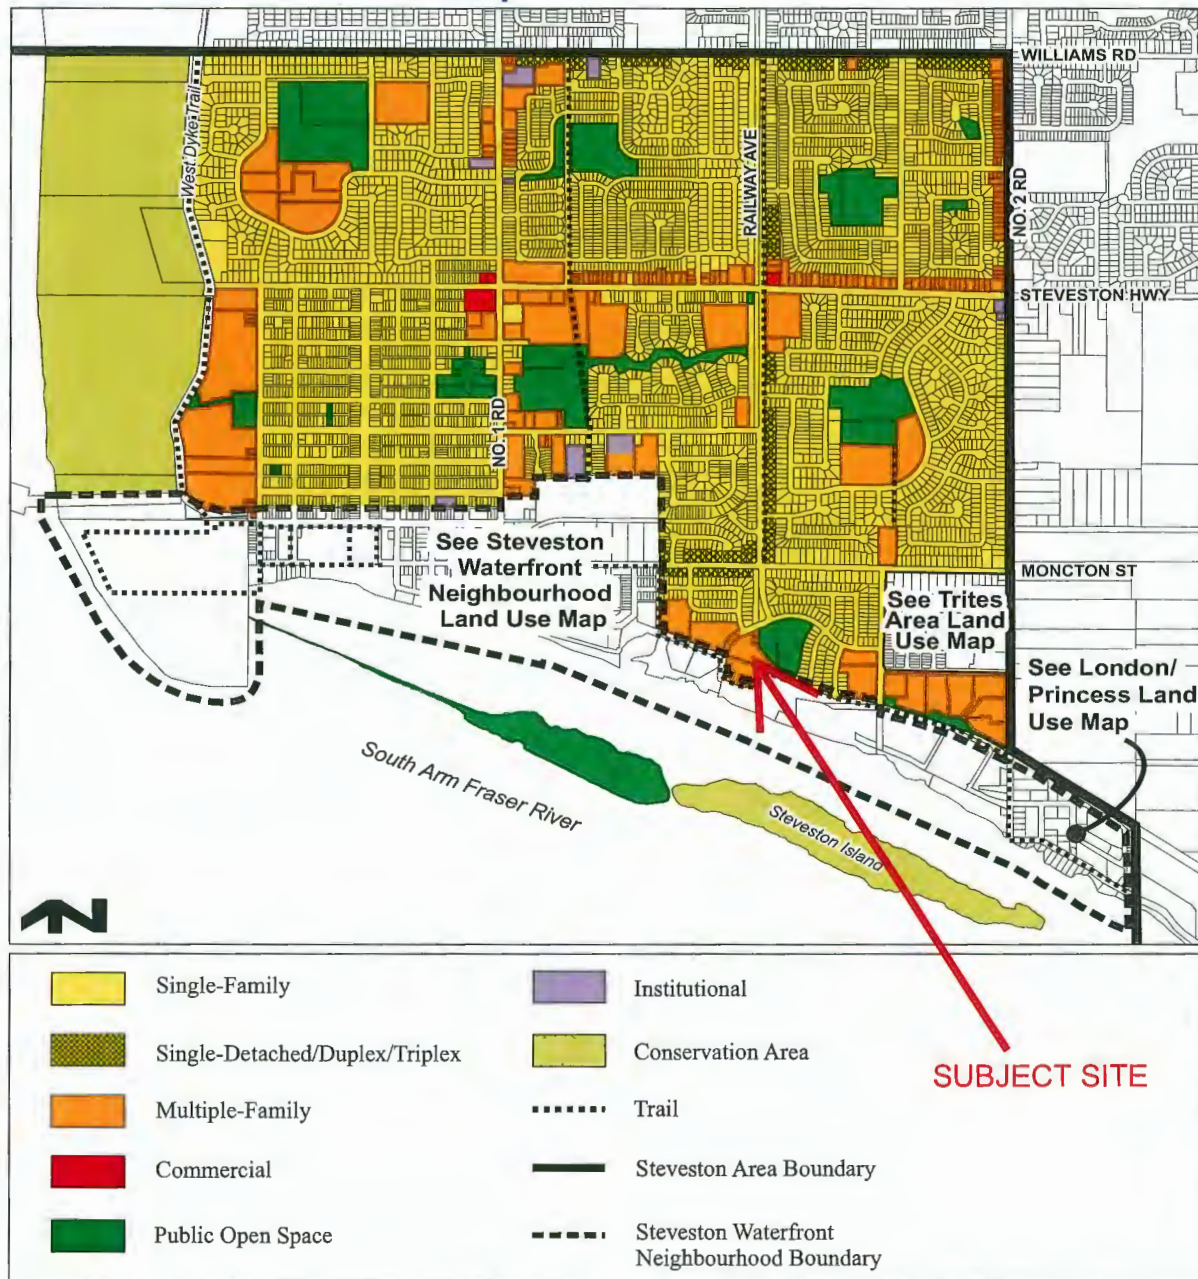 WILLIAMS RD
West Dyke Trail
RAILWAY AVE
NO. 2 RD
STEVESTON HWY
NO. 1 RD
See Steveston
Waterfront
Neighbourhood
Land Use Map
MONCTON ST
See Trites
Area Land
Use Map
See London/
Princess Land
Use Map
South Arm Fraser River
Steveston Island
N
Single-Family
Institutional
Single-Detached/Duplex/Triplex
Conservation Area
SUBJECT SITE
Multiple-Family
Trail
Commercial
Steveston Area Boundary
Public Open Space
Steveston Waterfront
Neighbourhood Boundary